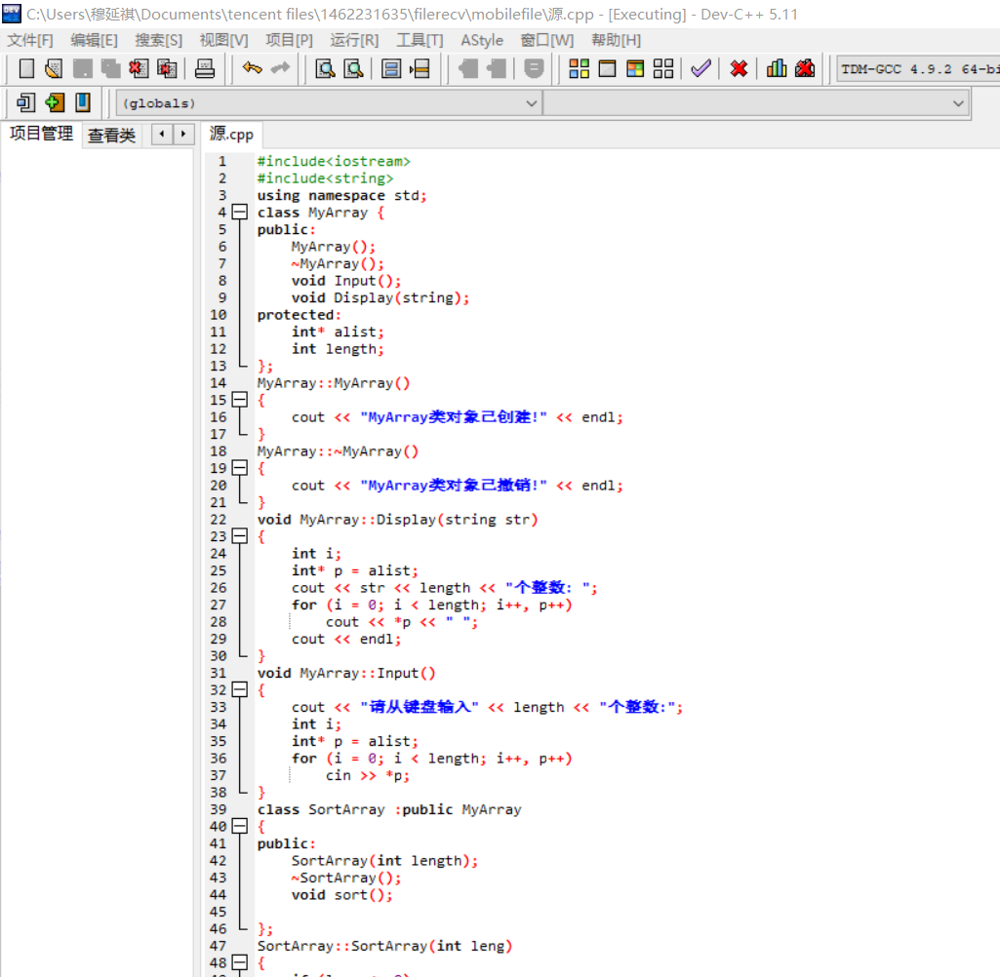 C:\Users\穆延祺\Documents\tencent files\1462231635\filerecv\mobilefile\源.cpp - [Executing] - Dev-C++ 5.11
文件[F] 编辑[E] 搜索[S] 视图[V] 项目[P] 运行[R] 工具[T] AStyle 窗口[W] 帮助[H]
TDM-GCC 4.9.2 64-bi
(globals)
项目管理 查看类 源.cpp
1 #include<iostream>
2 #include<string>
3 using namespace std;
4 class MyArray {
5 public:
6 MyArray();
7 ~MyArray();
8 void Input();
9 void Display(string);
10 protected:
11 int* alist;
12 int length;
13 };
14 MyArray::MyArray()
15 {
16 cout << "MyArray类对象己创建!" << endl;
17 }
18 MyArray::~MyArray()
19 {
20 cout << "MyArray类对象己撤销!" << endl;
21 }
22 void MyArray::Display(string str)
23 {
24 int i;
25 int* p = alist;
26 cout << str << length << "个整数: ";
27 for (i = 0; i < length; i++, p++)
28 cout << *p << " ";
29 cout << endl;
30 }
31 void MyArray::Input()
32 {
33 cout << "请从键盘输入" << length << "个整数:";
34 int i;
35 int* p = alist;
36 for (i = 0; i < length; i++, p++)
37 cin >> *p;
38 }
39 class SortArray :public MyArray
40 {
41 public:
42 SortArray(int length);
43 ~SortArray();
44 void sort();
45
46 };
47 SortArray::SortArray(int leng)
48 {